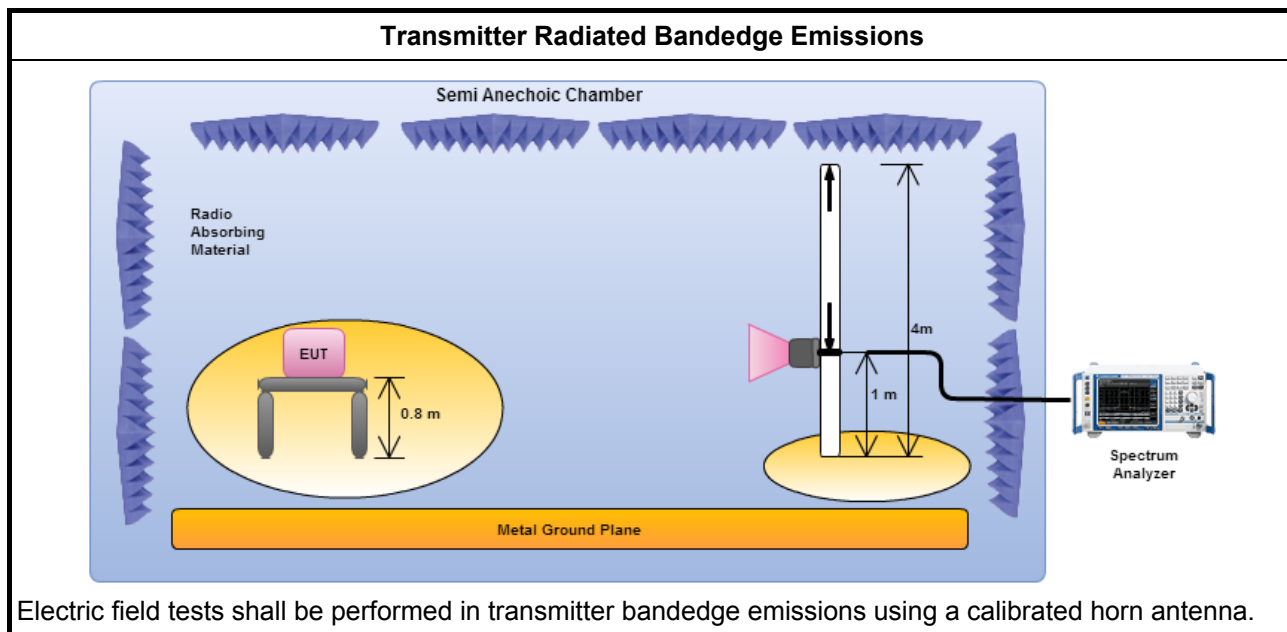 Transmitter Radiated Bandedge Emissions
Semi Anechoic Chamber
Radio
Absorbing
Material
EUT
0.8 m
4m
1 m
Spectrum
Analyzer
Metal Ground Plane
Electric field tests shall be performed in transmitter bandedge emissions using a calibrated horn antenna.